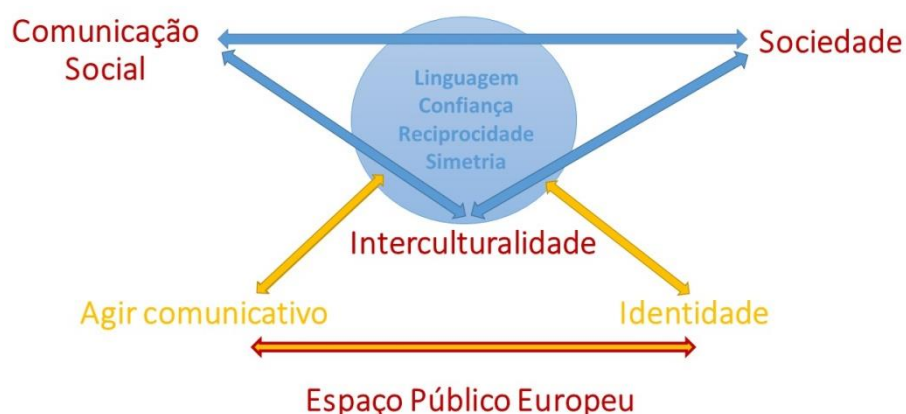 Comunicação
Social
Sociedade
Linguagem
Confiança
Reciprocidade
Simetria
Interculturalidade
Agir comunicativo
Identidade
Espaço Público Europeu